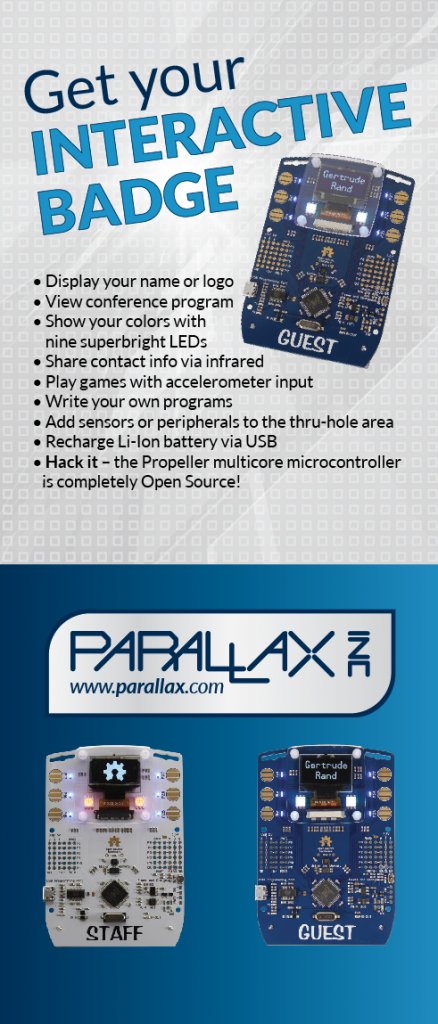 Get your
INTERACTIVE
BADGE
Gertrude
Rand
GUEST
• Display your name or logo
• View conference program
• Show your colors with
nine superbright LEDs
• Share contact info via infrared
• Play games with accelerometer input
• Write your own programs
• Add sensors or peripherals to the thru-hole area
• Recharge Li-Ion battery via USB
• Hack it – the Propeller multicore microcontroller
is completely Open Source!
PARALLAX INC
www.parallax.com
Gertrude
Rand
STAFF
GUEST